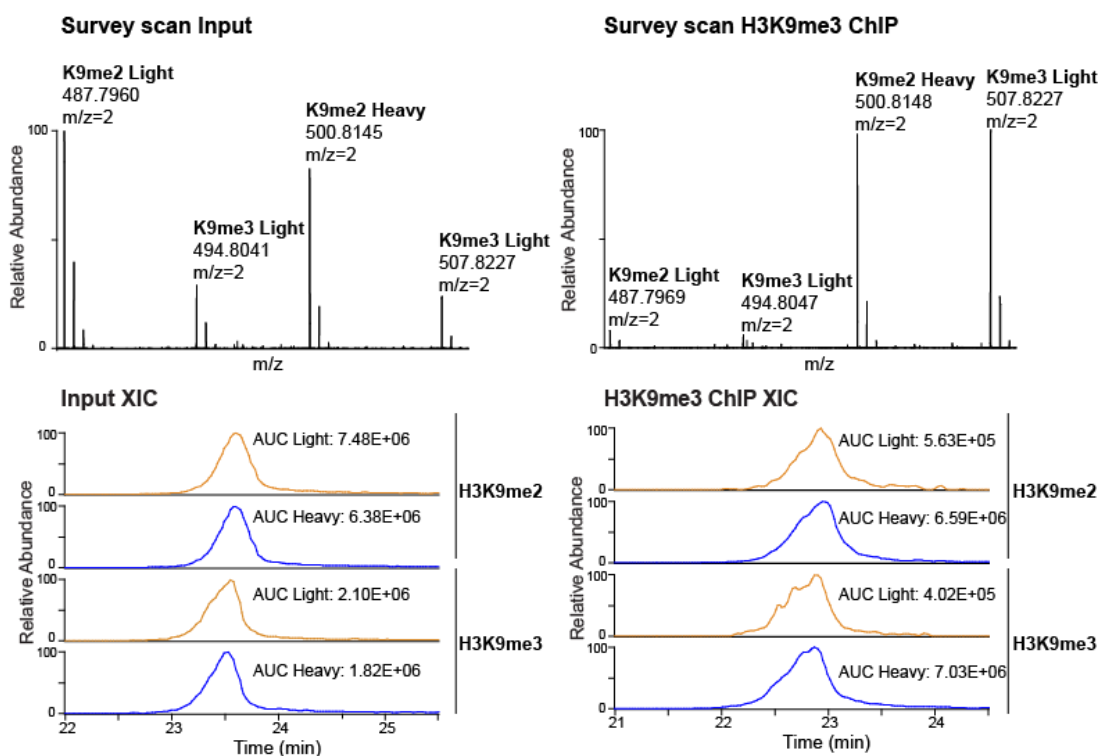 Survey scan Input
K9me2 Light
487.7960
m/z=2
K9me2 Heavy
500.8145
m/z=2
K9me3 Light
494.8041
m/z=2
K9me3 Light
507.8227
m/z=2
Relative Abundance
100
0
m/z
Survey scan H3K9me3 ChIP
K9me2 Heavy
500.8148
m/z=2
K9me3 Light
507.8227
m/z=2
K9me2 Light
487.7969
m/z=2
K9me3 Light
494.8047
m/z=2
Relative Abundance
100
0
m/z
Input XIC
Relative Abundance
100
0
AUC Light: 7.48E+06
100
0
AUC Heavy: 6.38E+06
H3K9me2
100
0
AUC Light: 2.10E+06
100
0
AUC Heavy: 1.82E+06
H3K9me3
22 23 24 25
Time (min)
H3K9me3 ChIP XIC
Relative Abundance
100
0
AUC Light: 5.63E+05
100
0
AUC Heavy: 6.59E+06
H3K9me2
100
0
AUC Light: 4.02E+05
100
0
AUC Heavy: 7.03E+06
H3K9me3
21 22 23 24
Time (min)